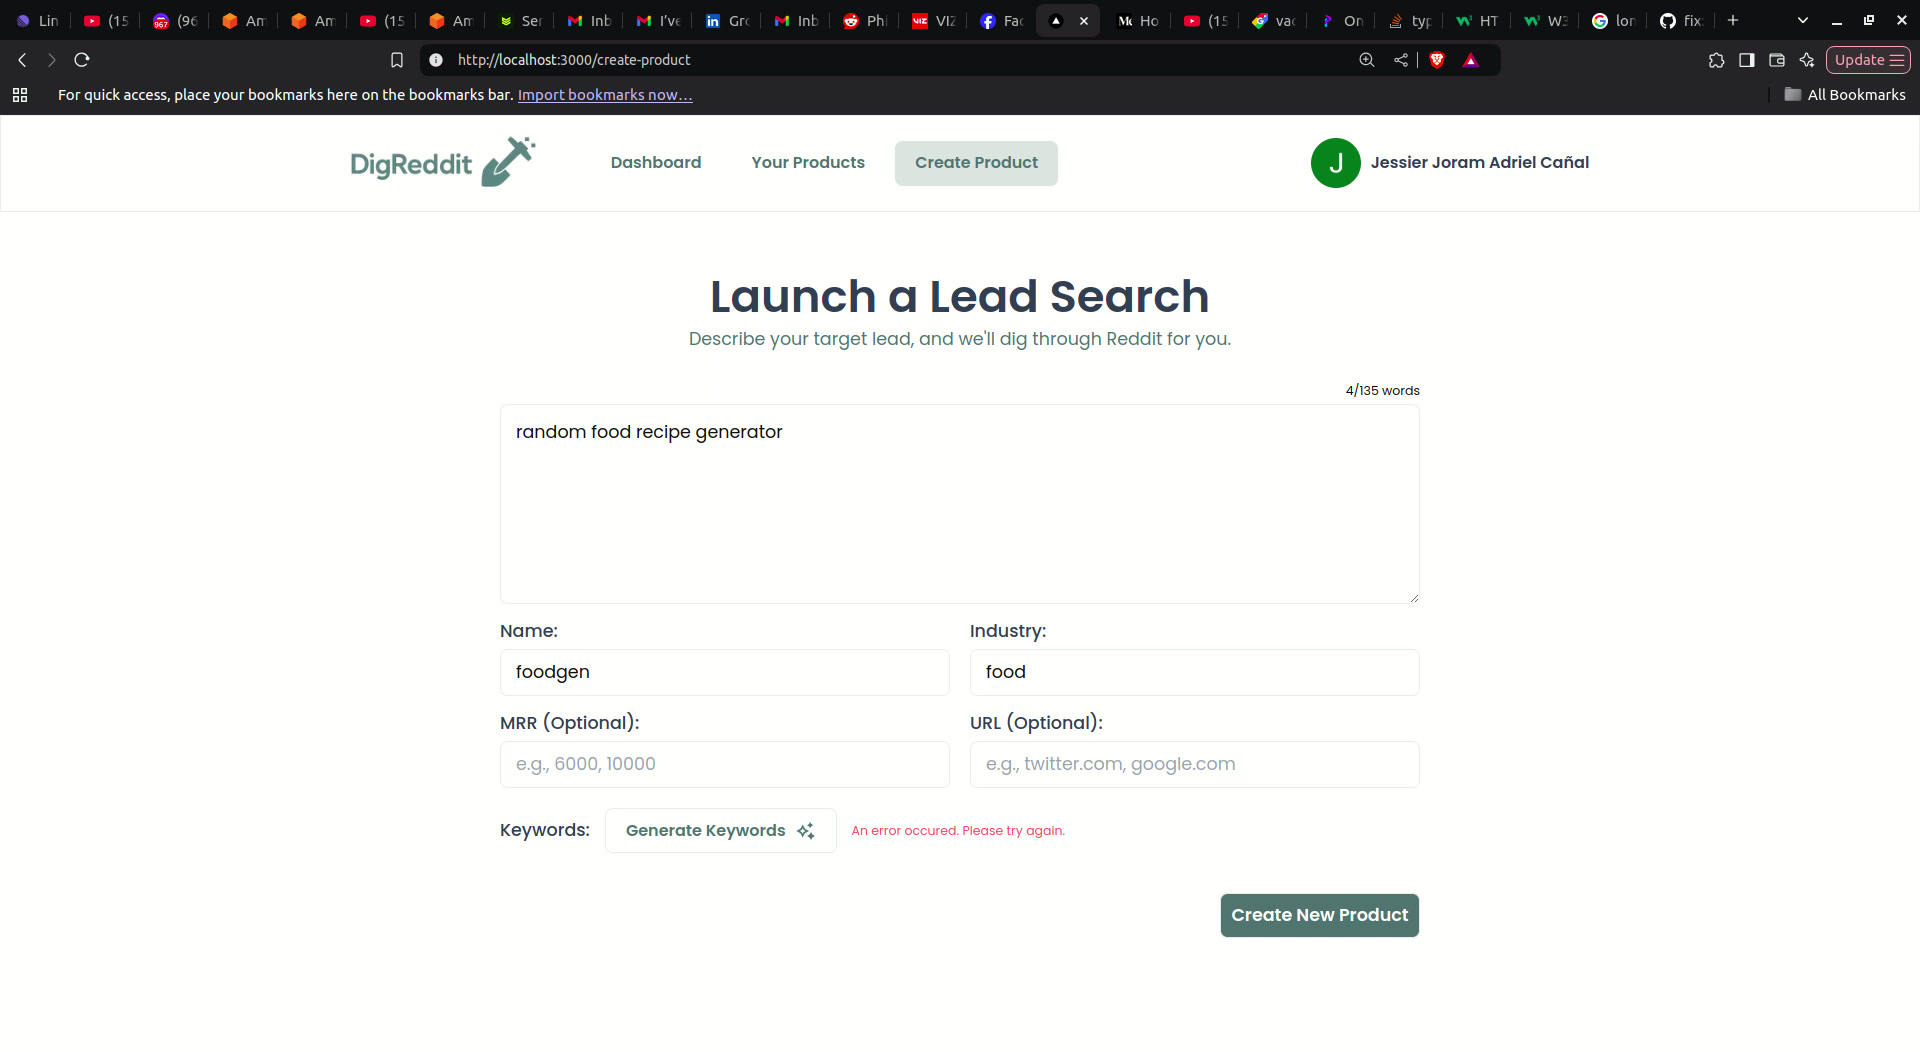 Lin (15 (96 Am Am (15 Am Ser Inb I've Gro Inb Phi VIZ Fac Ho (15 vac On typ HT W3 lon fix
http://localhost:3000/create-product Update
For quick access, place your bookmarks here on the bookmarks bar. Import bookmarks now... All Bookmarks
DigReddit Dashboard Your Products Create Product J Jessier Joram Adriel Cañal
Launch a Lead Search
Describe your target lead, and we'll dig through Reddit for you.
4/135 words
random food recipe generator
Name: Industry:
foodgen food
MRR (Optional): URL (Optional):
e.g., 6000, 10000 e.g., twitter.com, google.com
Keywords: Generate Keywords An error occured. Please try again.
Create New Product